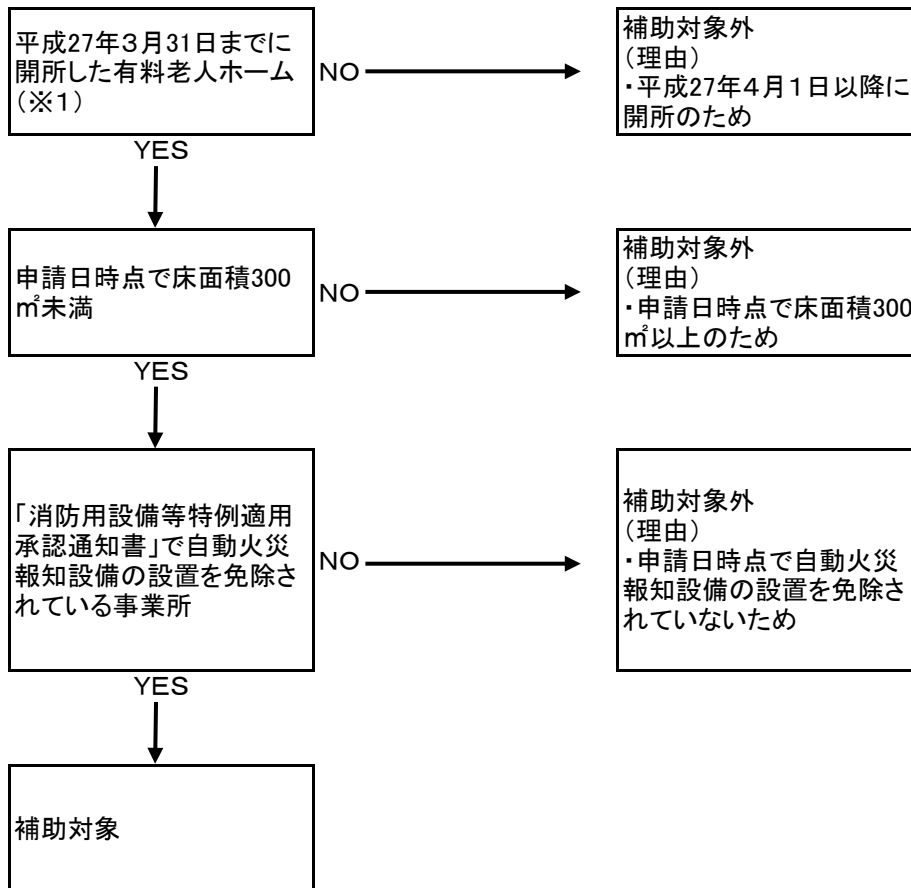 平成27年3月31日までに
開所した有料老人ホーム
(※1)
NO
補助対象外
(理由)
・平成27年4月1日以降に
開所のため
YES
申請日時点で床面積300
㎡未満
NO
補助対象外
(理由)
・申請日時点で床面積300
㎡以上のため
YES
「消防用設備等特例適用
承認通知書」で自動火災
報知設備の設置を免除さ
れている事業所
NO
補助対象外
(理由)
・申請日時点で自動火災
報知設備の設置を免除さ
れていないため
YES
補助対象